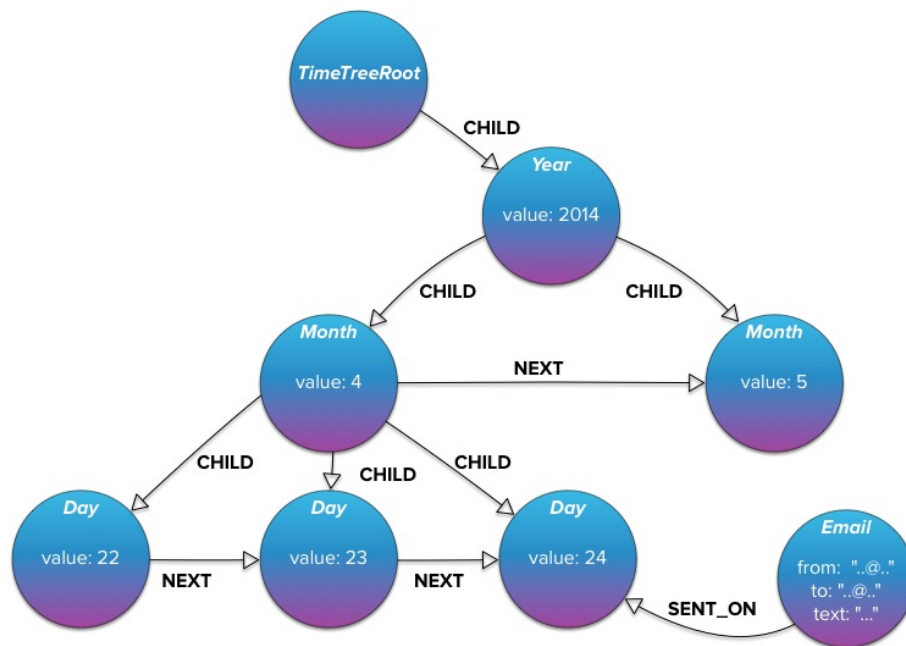 TimeTreeRoot
CHILD
Year
value: 2014
CHILD
CHILD
Month
value: 4
NEXT
Month
value: 5
CHILD
CHILD
CHILD
Day
value: 22
NEXT
Day
value: 23
NEXT
Day
value: 24
SENT_ON
Email
from: "..@.."
to: "..@.."
text: "..."